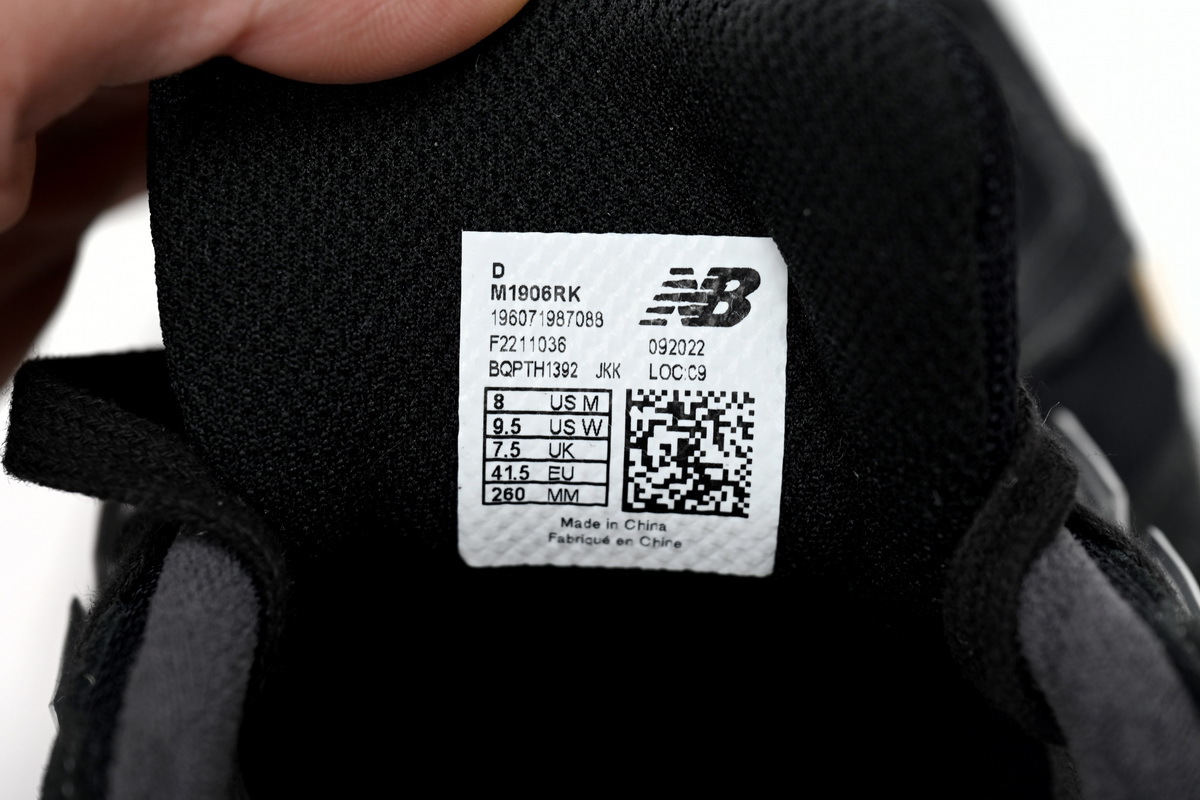 D
M1906RK
196071987088
F2211036 092022
BQPTH1392 JKK LOC:C9
NB
8 US M
9.5 US W
7.5 UK
41.5 EU
260 MM
Made in China
Fabriqué en Chine